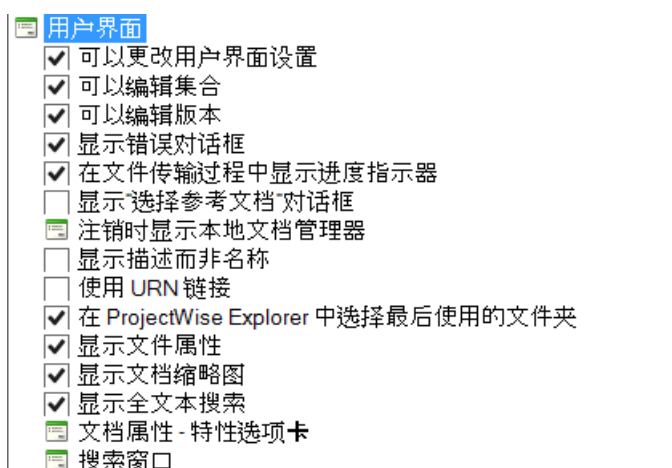 用户界面
可以更改用户界面设置
可以编辑集合
可以编辑版本
显示错误对话框
在文件传输过程中显示进度指示器
显示"选择参考文档"对话框
注销时显示本地文档管理器
显示描述而非名称
使用 URN 链接
在 ProjectWise Explorer 中选择最后使用的文件夹
显示文件属性
显示文档缩略图
显示全文本搜索
文档属性 - 特性选项卡
搜索窗口